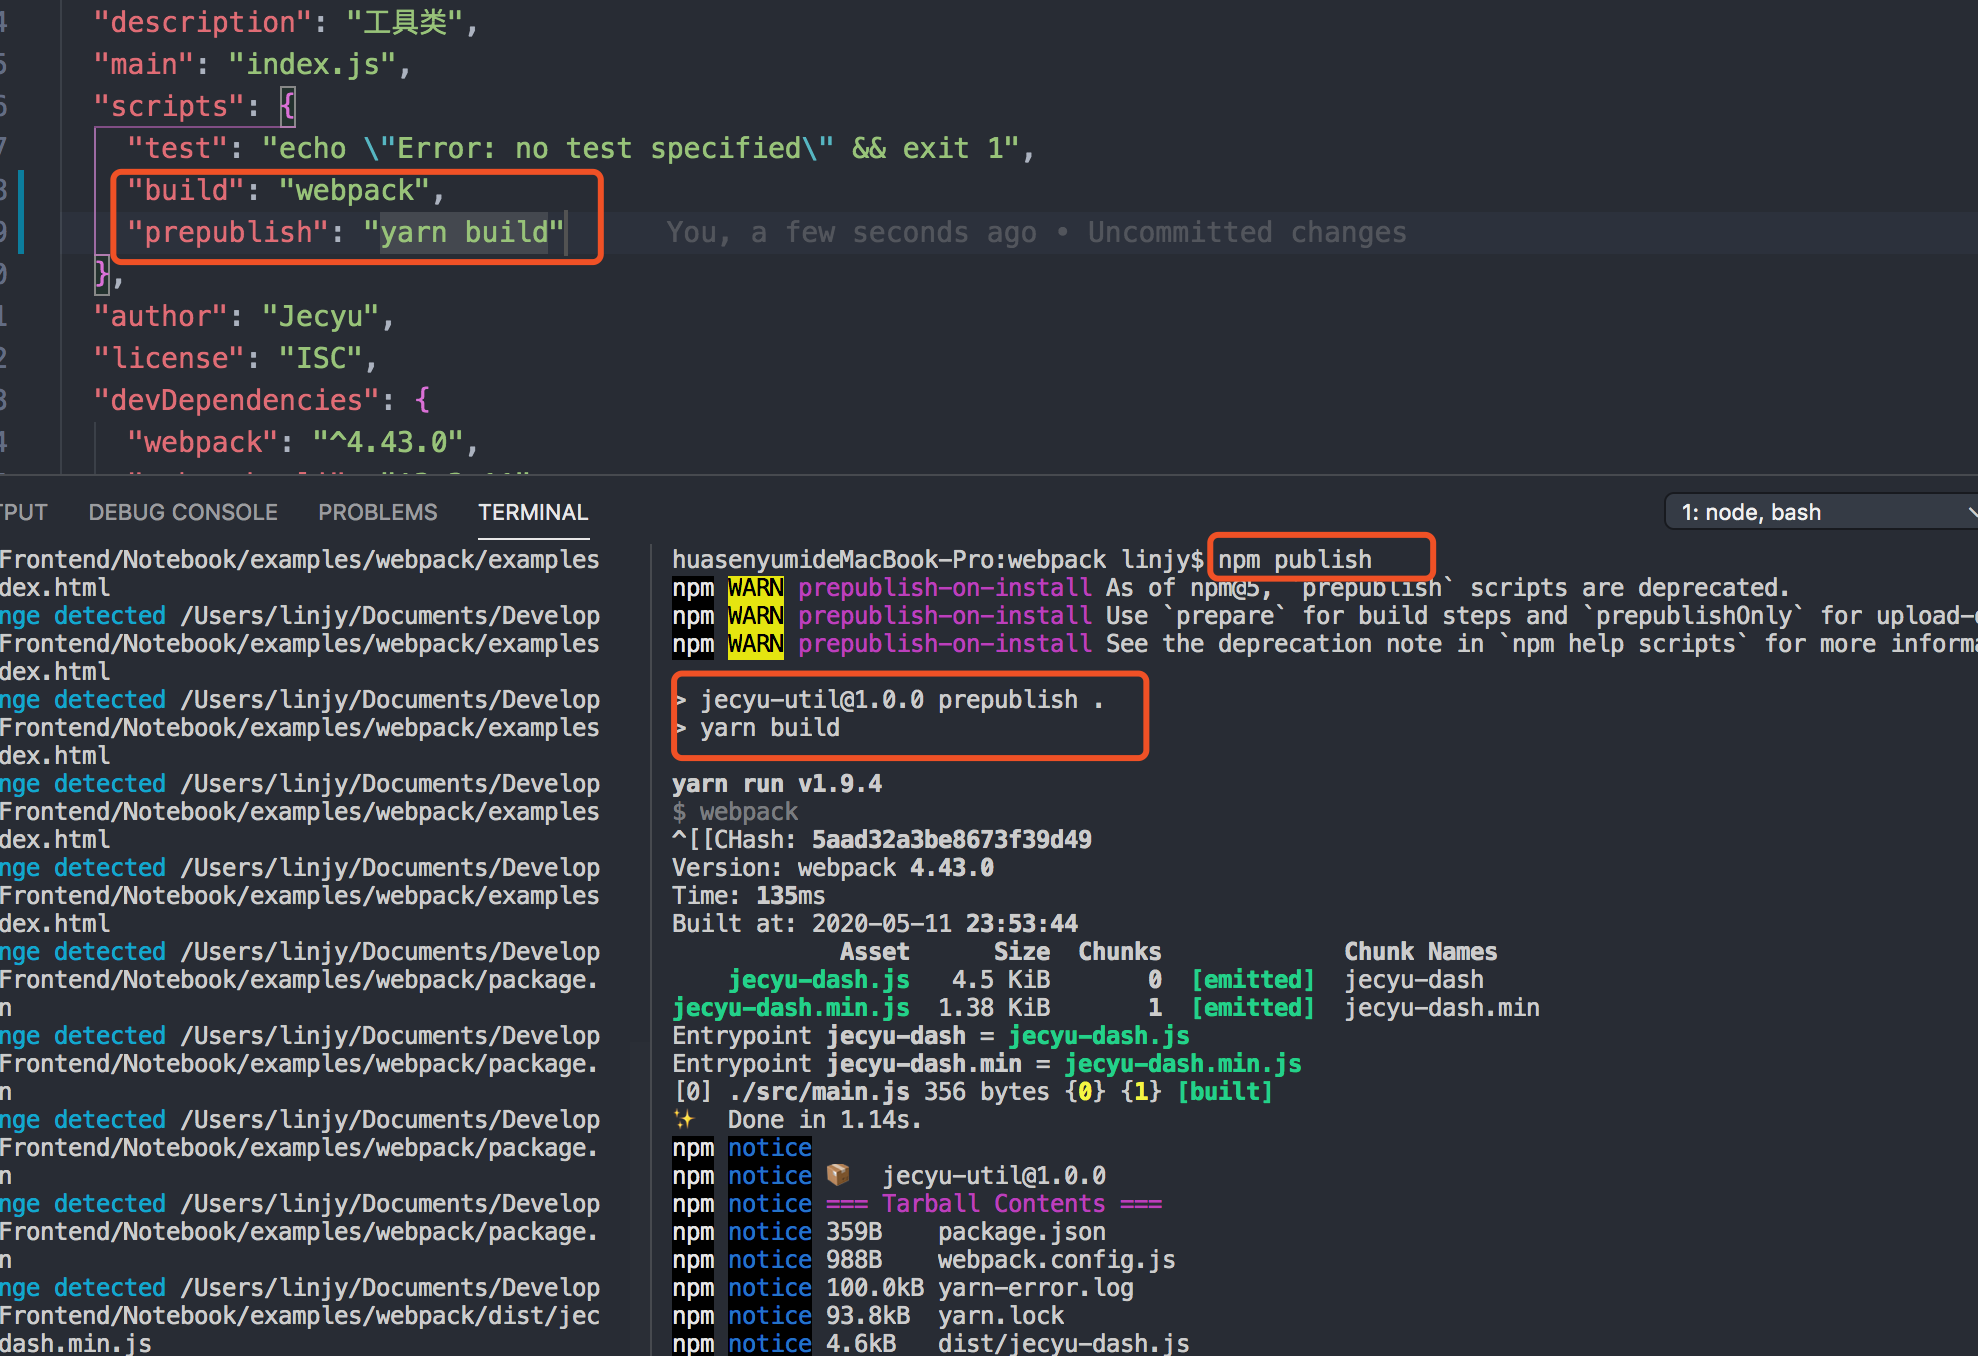 "description": "工具类",
"main": "index.js",
"scripts": {
"test": "echo \"Error: no test specified\" && exit 1",
"build": "webpack",
"prepublish": "yarn build" You, a few seconds ago • Uncommitted changes
},
"author": "Jecyu",
"license": "ISC",
"devDependencies": {
"webpack": "^4.43.0",
TPUT DEBUG CONSOLE PROBLEMS TERMINAL 1: node, bash
Frontend/Notebook/examples/webpack/examples
dex.html
nge detected /Users/linjy/Documents/Develop
Frontend/Notebook/examples/webpack/examples
dex.html
nge detected /Users/linjy/Documents/Develop
Frontend/Notebook/examples/webpack/examples
dex.html
nge detected /Users/linjy/Documents/Develop
Frontend/Notebook/examples/webpack/examples
dex.html
nge detected /Users/linjy/Documents/Develop
Frontend/Notebook/examples/webpack/examples
dex.html
nge detected /Users/linjy/Documents/Develop
Frontend/Notebook/examples/webpack/package.
n
nge detected /Users/linjy/Documents/Develop
Frontend/Notebook/examples/webpack/package.
n
nge detected /Users/linjy/Documents/Develop
Frontend/Notebook/examples/webpack/package.
n
nge detected /Users/linjy/Documents/Develop
Frontend/Notebook/examples/webpack/package.
n
nge detected /Users/linjy/Documents/Develop
Frontend/Notebook/examples/webpack/dist/jec
dash.min.js
huasenyumideMacBook-Pro:webpack linjy$ npm publish
npm WARN prepublish-on-install As of npm@5, `prepublish` scripts are deprecated.
npm WARN prepublish-on-install Use `prepare` for build steps and `prepublishOnly` for upload-
npm WARN prepublish-on-install See the deprecation note in `npm help scripts` for more informa
> jecyu-util@1.0.0 prepublish .
> yarn build
yarn run v1.9.4
$ webpack
^[[CHash: 5aad32a3be8673f39d49
Version: webpack 4.43.0
Time: 135ms
Built at: 2020-05-11 23:53:44
Asset Size Chunks Chunk Names
jecyu-dash.js 4.5 KiB 0 [emitted] jecyu-dash
jecyu-dash.min.js 1.38 KiB 1 [emitted] jecyu-dash.min
Entrypoint jecyu-dash = jecyu-dash.js
Entrypoint jecyu-dash.min = jecyu-dash.min.js
[0] ./src/main.js 356 bytes {0} {1} [built]
✨ Done in 1.14s.
npm notice
npm notice 📦 jecyu-util@1.0.0
npm notice === Tarball Contents ===
npm notice 359B package.json
npm notice 988B webpack.config.js
npm notice 100.0kB yarn-error.log
npm notice 93.8kB yarn.lock
npm notice 4.6kB dist/jecyu-dash.js